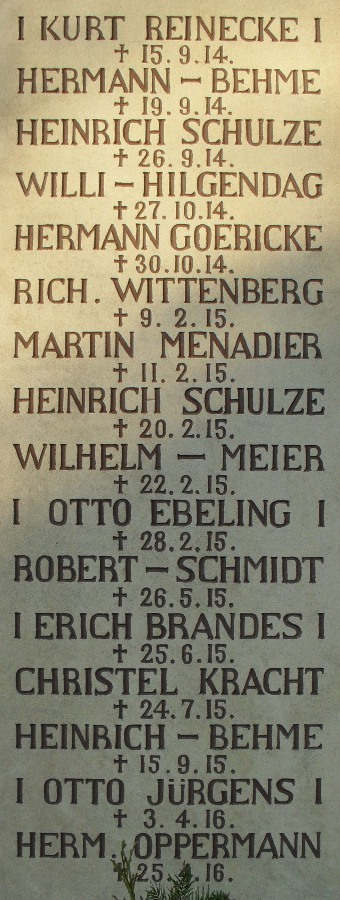 I KURT REINECKE I
† 15.9.14.
HERMANN – BEHME
† 19.9.14.
HEINRICH SCHULZE
† 26.9.14.
WILLI – HILGENDAG
† 27.10.14.
HERMANN GOERICKE
† 30.10.14.
RICH. WITTENBERG
† 9.2.15.
MARTIN MENADIER
† 11.2.15.
HEINRICH SCHULZE
† 20.2.15.
WILHELM – MEIER
† 22.2.15.
I OTTO EBELING I
† 28.2.15.
ROBERT – SCHMIDT
† 26.5.15.
I ERICH BRANDES I
† 25.6.15.
CHRISTEL KRACHT
† 24.7.15.
HEINRICH – BEHME
† 15.9.15.
I OTTO JÜRGENS I
† 3.4.16.
HERM. OPPERMANN
† 25. .16.